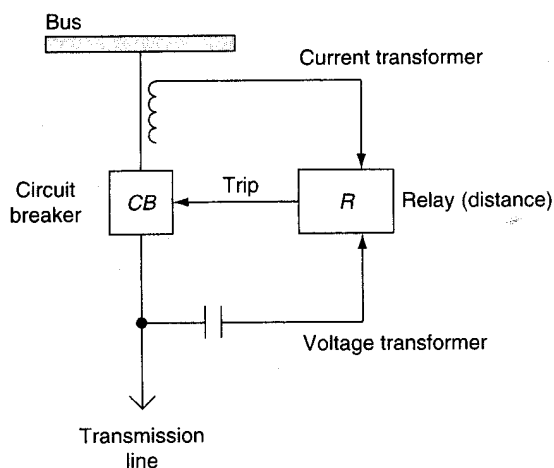 Bus
Current transformer
Circuit
breaker
CB
Trip
R
Relay (distance)
Voltage transformer
Transmission
line